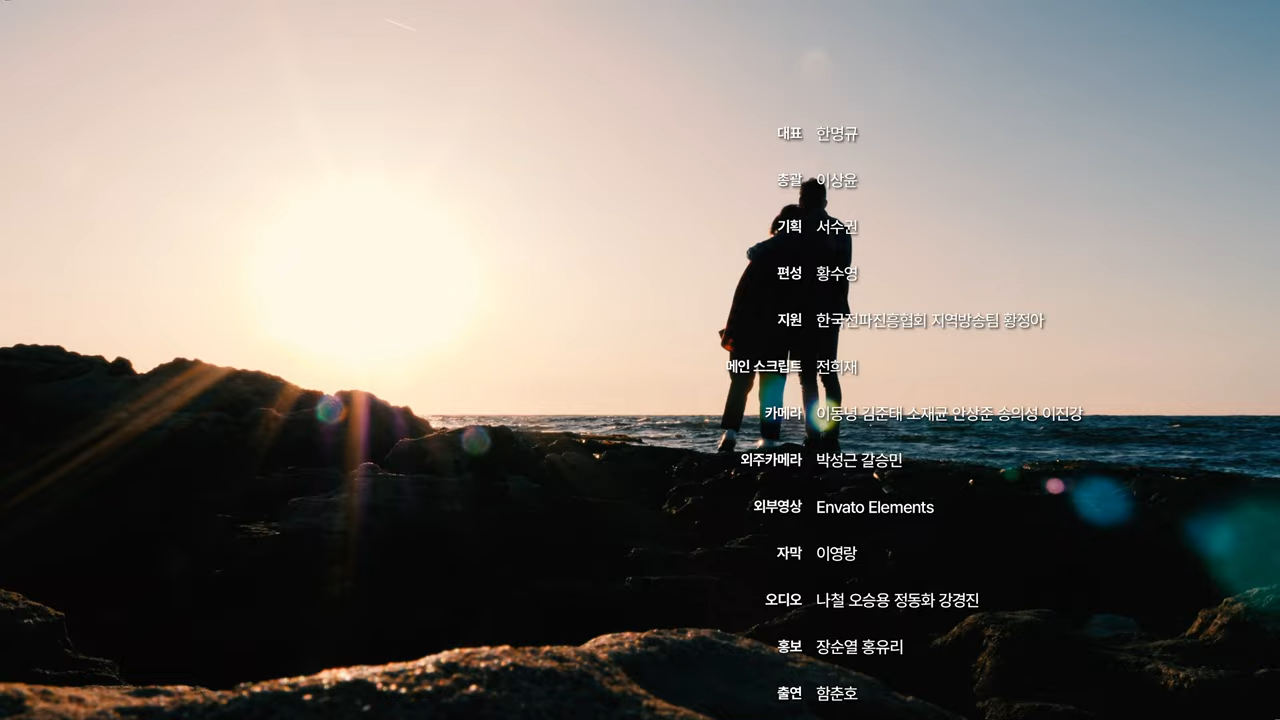 대표 한명규
총괄 이상윤
기획 서수권
편성 황수영
지원 한국전파진흥협회 지역방송팀 황정아
메인 스크립트 전희재
카메라 이동녕 김준태 소재균 안상준 송의성 이진강
외주카메라 박성근 갈승민
외부영상 Envato Elements
자막 이영랑
오디오 나철 오승용 정동화 강경진
홍보 장순열 홍유리
출연 함춘호